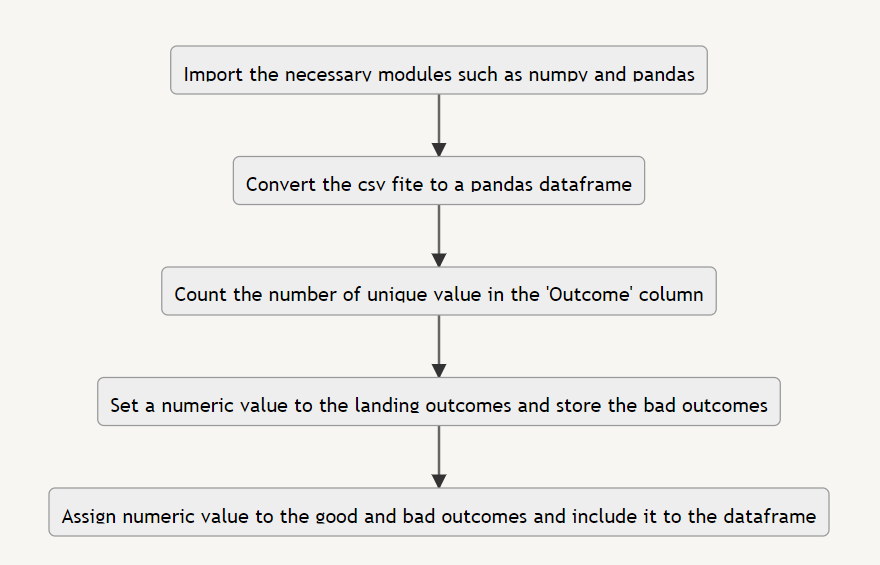 Import the necessary modules such as numpy and pandas
Convert the csv fite to a pandas dataframe
Count the number of unique value in the 'Outcome' column
Set a numeric value to the landing outcomes and store the bad outcomes
Assign numeric value to the good and bad outcomes and include it to the dataframe